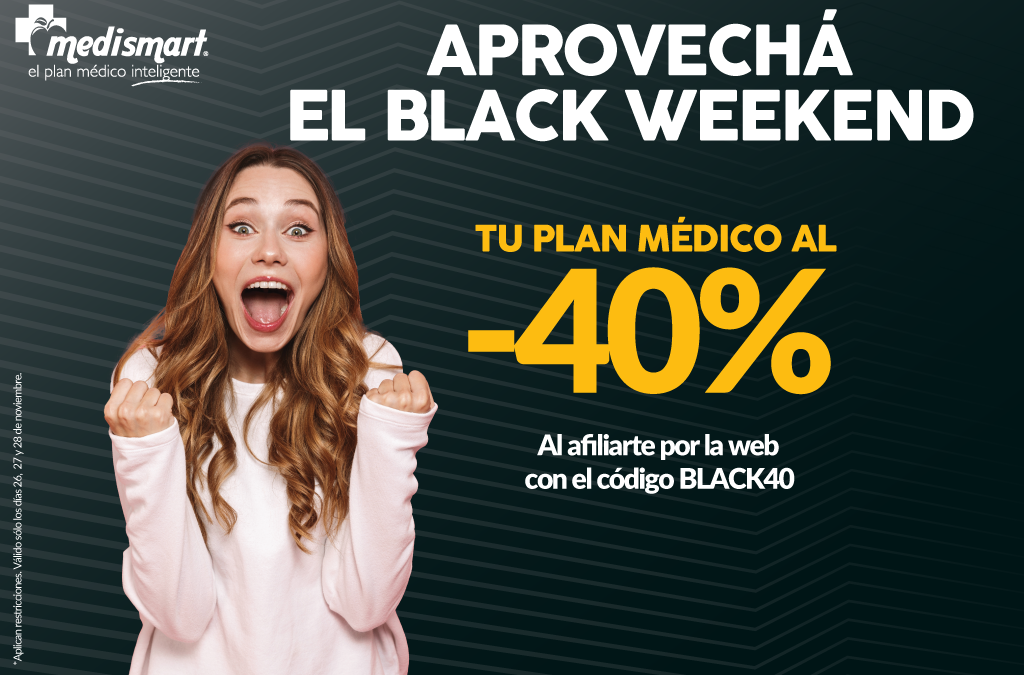 medismart.®
el plan médico inteligente
APROVECHÁ
EL BLACK WEEKEND
TU PLAN MÉDICO AL
-40%
Al afiliarte por la web
con el código BLACK40
*Aplican restricciones. Válido sólo los días 26, 27 y 28 de noviembre.